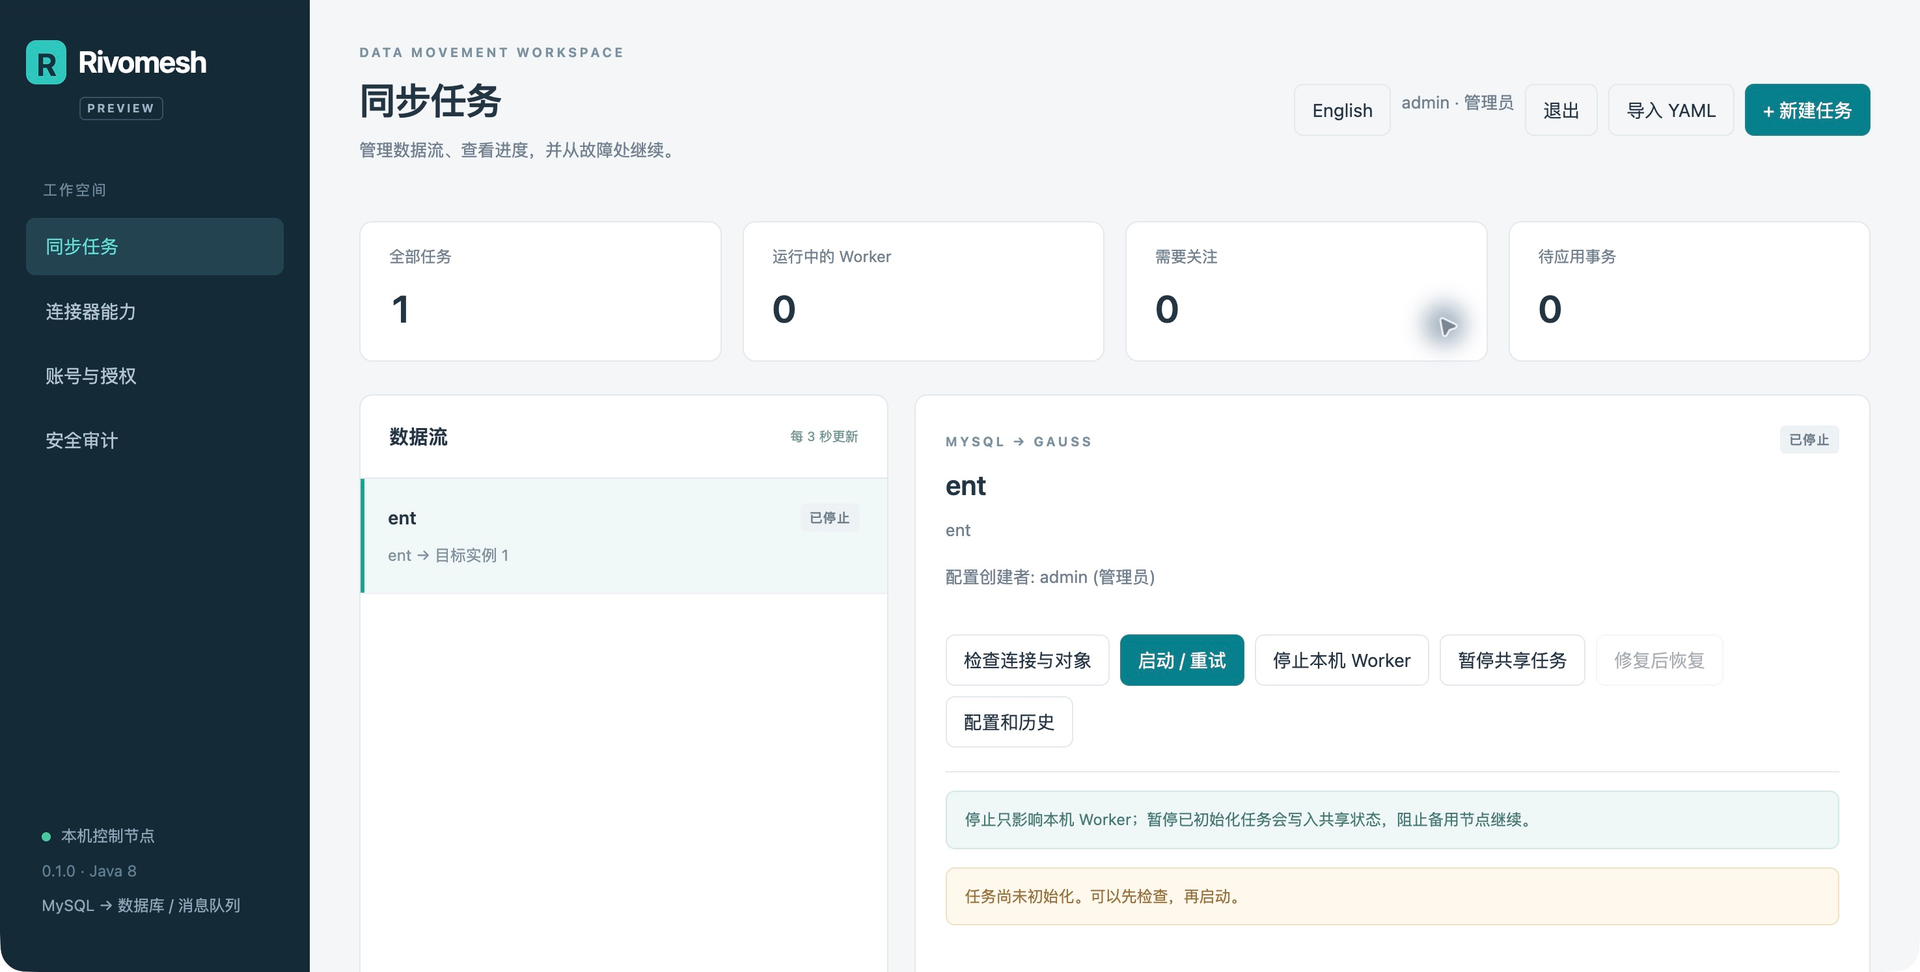 R Rivomesh
PREVIEW
工作空间
同步任务
连接器能力
账号与授权
安全审计
本机控制节点
0.1.0 · Java 8
MySQL → 数据库 / 消息队列
DATA MOVEMENT WORKSPACE
同步任务
管理数据流、查看进度，并从故障处继续。
English admin · 管理员 退出 导入 YAML + 新建任务
全部任务
1
运行中的 Worker
0
需要关注
0
待应用事务
0
数据流 每 3 秒更新
ent 已停止
ent → 目标实例 1
MYSQL → GAUSS 已停止
ent
ent
配置创建者: admin (管理员)
检查连接与对象 启动 / 重试 停止本机 Worker 暂停共享任务 修复后恢复
配置和历史
停止只影响本机 Worker；暂停已初始化任务会写入共享状态，阻止备用节点继续。
任务尚未初始化。可以先检查，再启动。